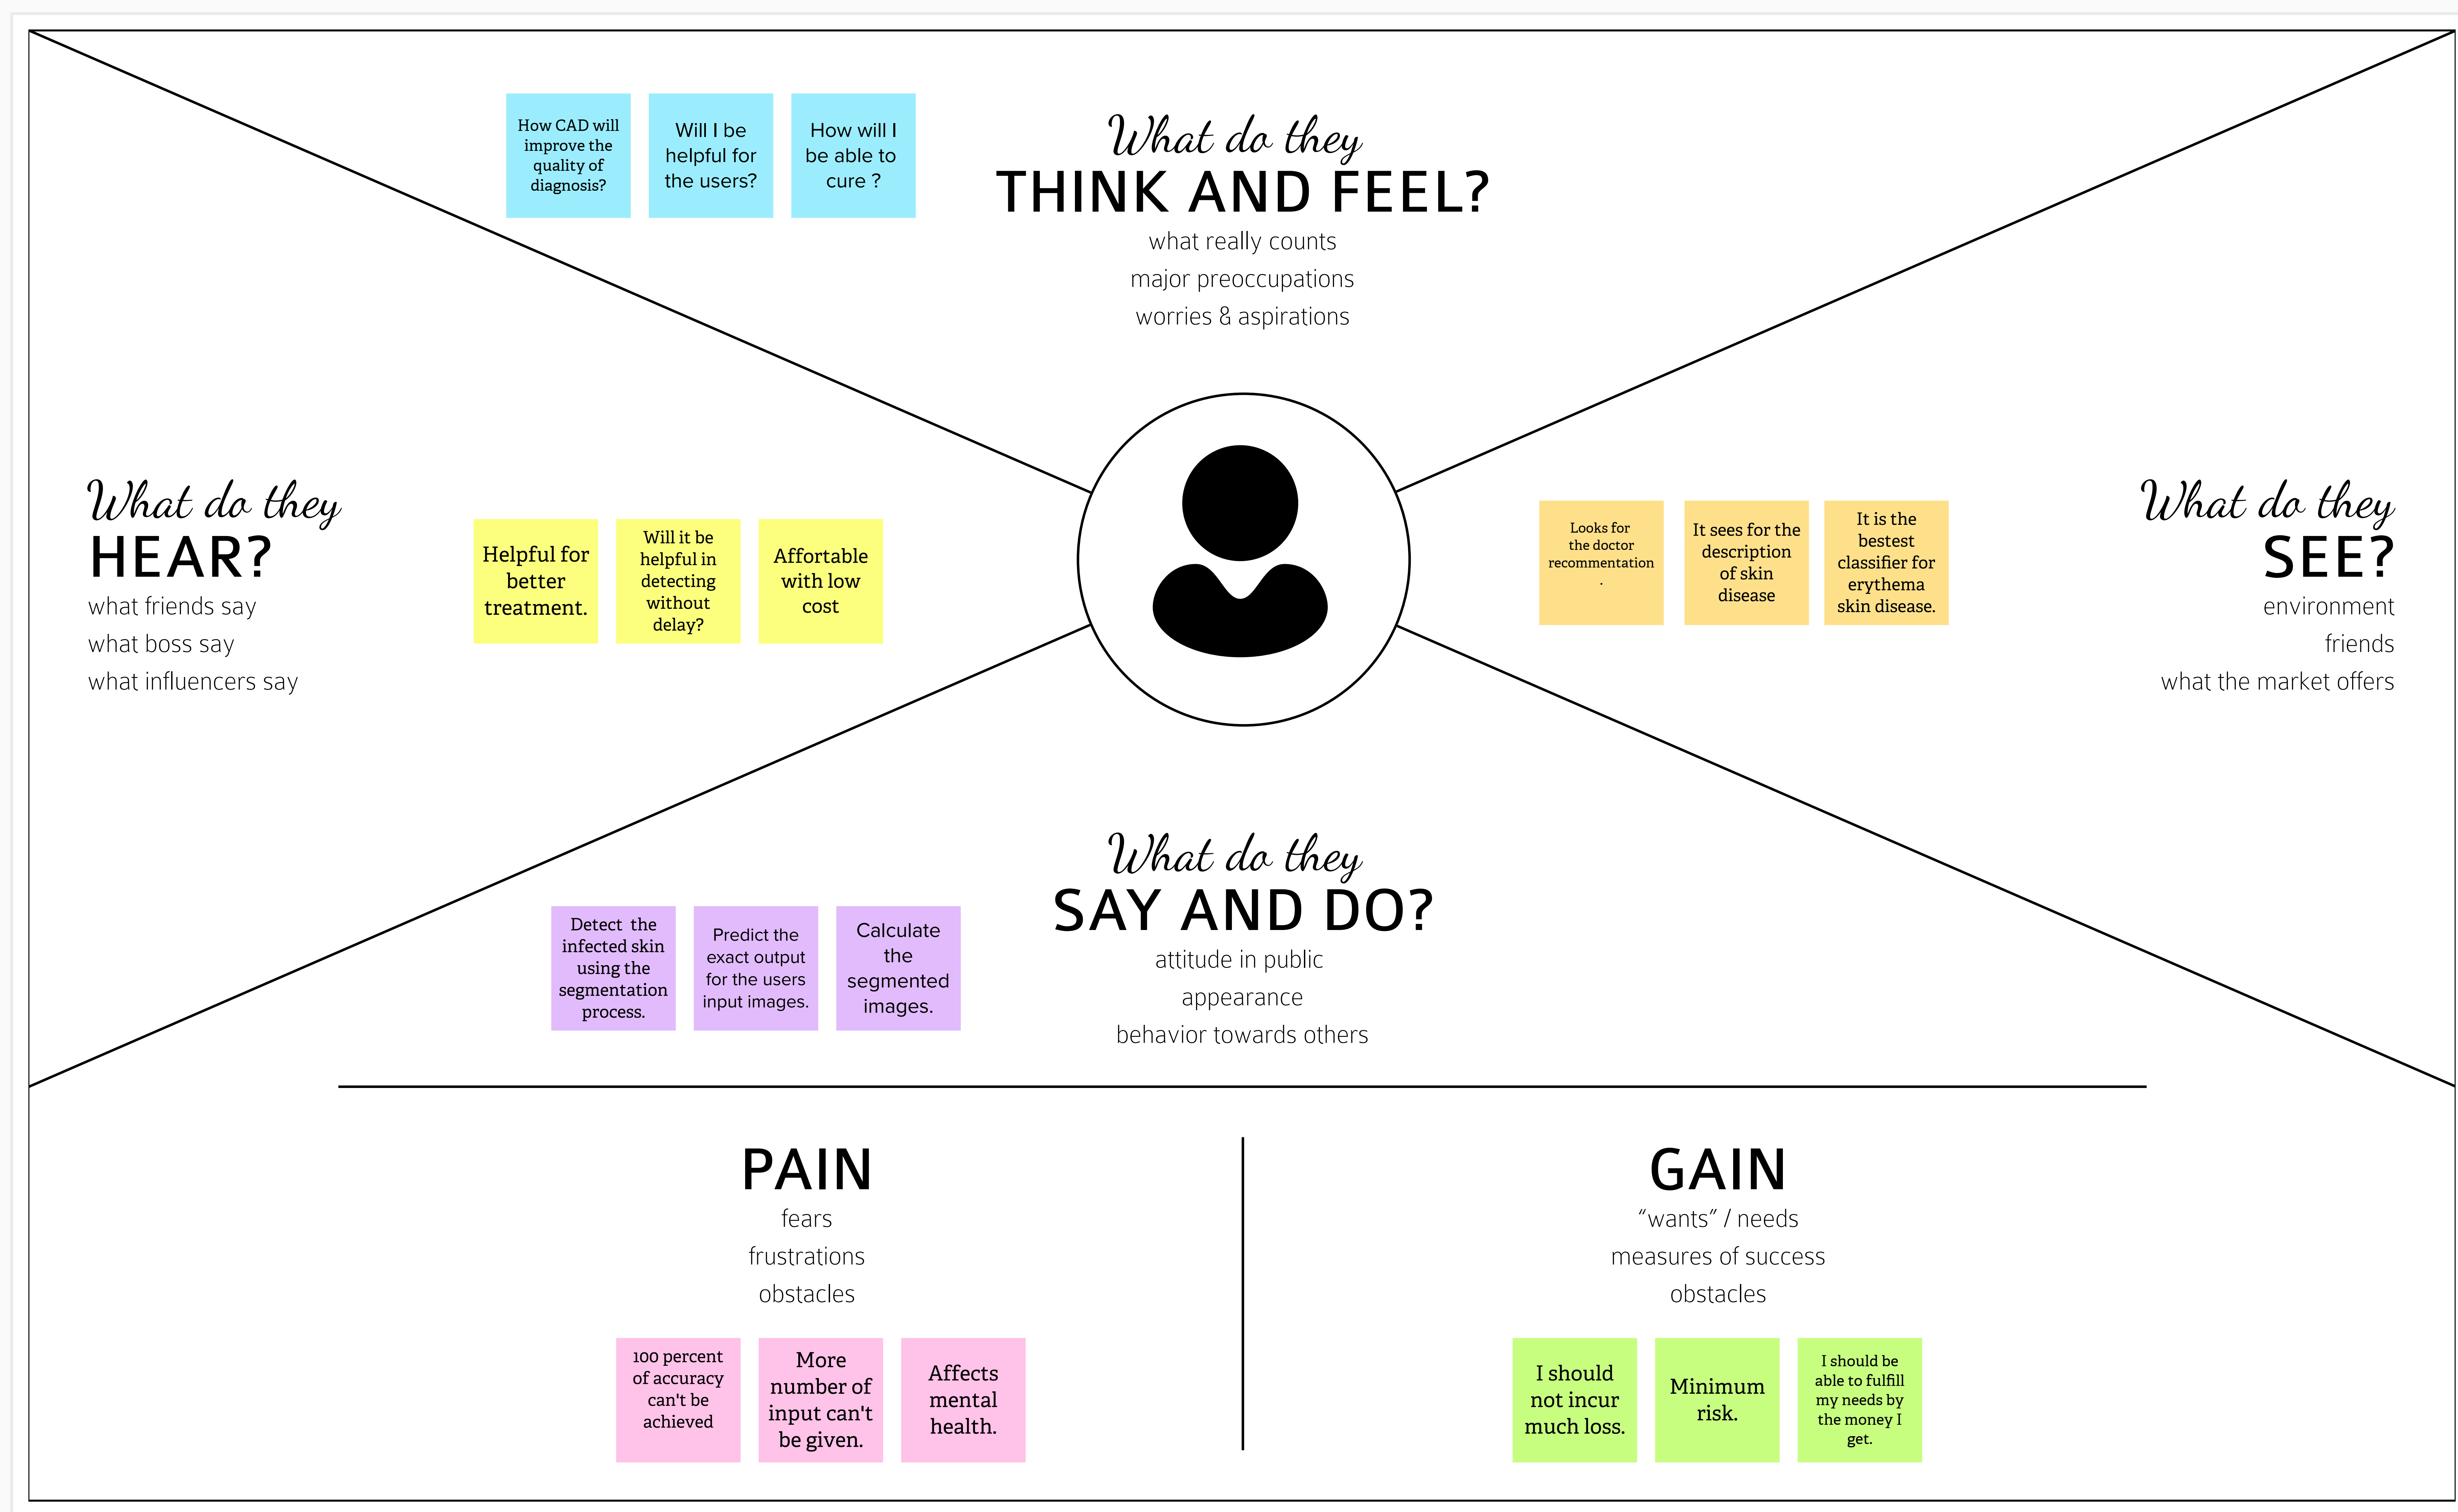 How CAD will
improve the
quality of
diagnosis?
Will I be
helpful for
the users?
How will I
be able to
cure ?
What do they
THINK AND FEEL?
what really counts
major preoccupations
worries & aspirations
What do they
HEAR?
what friends say
what boss say
what influencers say
Helpful for
better
treatment.
Will it be
helpful in
detecting
without
delay?
Affortable
with low
cost
Looks for
the doctor
recommentation
.
It sees for the
description
of skin
disease
It is the
bestest
classifier for
erythema
skin disease.
What do they
SEE?
environment
friends
what the market offers
What do they
SAY AND DO?
attitude in public
appearance
behavior towards others
Detect  the
infected skin
using the
segmentation
process.
Predict the
exact output
for the users
input images.
Calculate
the
segmented
images.
PAIN
fears
frustrations
obstacles
100 percent
of accuracy
can't be
achieved
More
number of
input can't
be given.
Affects
mental
health.
GAIN
“wants” / needs
measures of success
obstacles
I should
not incur
much loss.
Minimum
risk.
I should be
able to fulfill
my needs by
the money I
get.